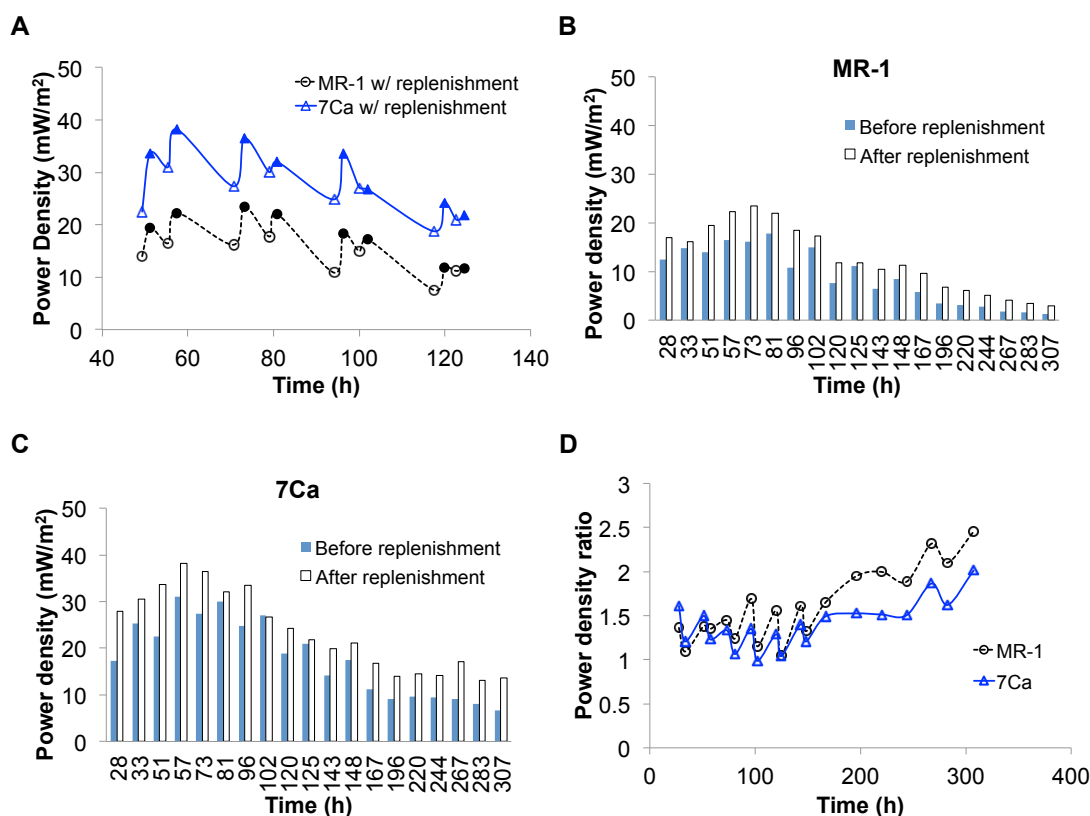 A
Power Density (mW/m²)
50
40
30
20
10
0
MR-1 w/ replenishment
7Ca w/ replenishment
40 60 80 100 120 140
Time (h)
B
MR-1
Power density (mW/m²)
50
40
30
20
10
0
Before replenishment
After replenishment
28 33 51 57 73 81 96 102 120 125 143 148 167 196 220 244 267 283 307
Time (h)
C
7Ca
Power density (mW/m²)
50
40
30
20
10
0
Before replenishment
After replenishment
28 33 51 57 73 81 96 102 120 125 143 148 167 196 220 244 267 283 307
Time (h)
D
Power density ratio
3
2.5
2
1.5
1
0.5
0
MR-1
7Ca
0 100 200 300 400
Time (h)